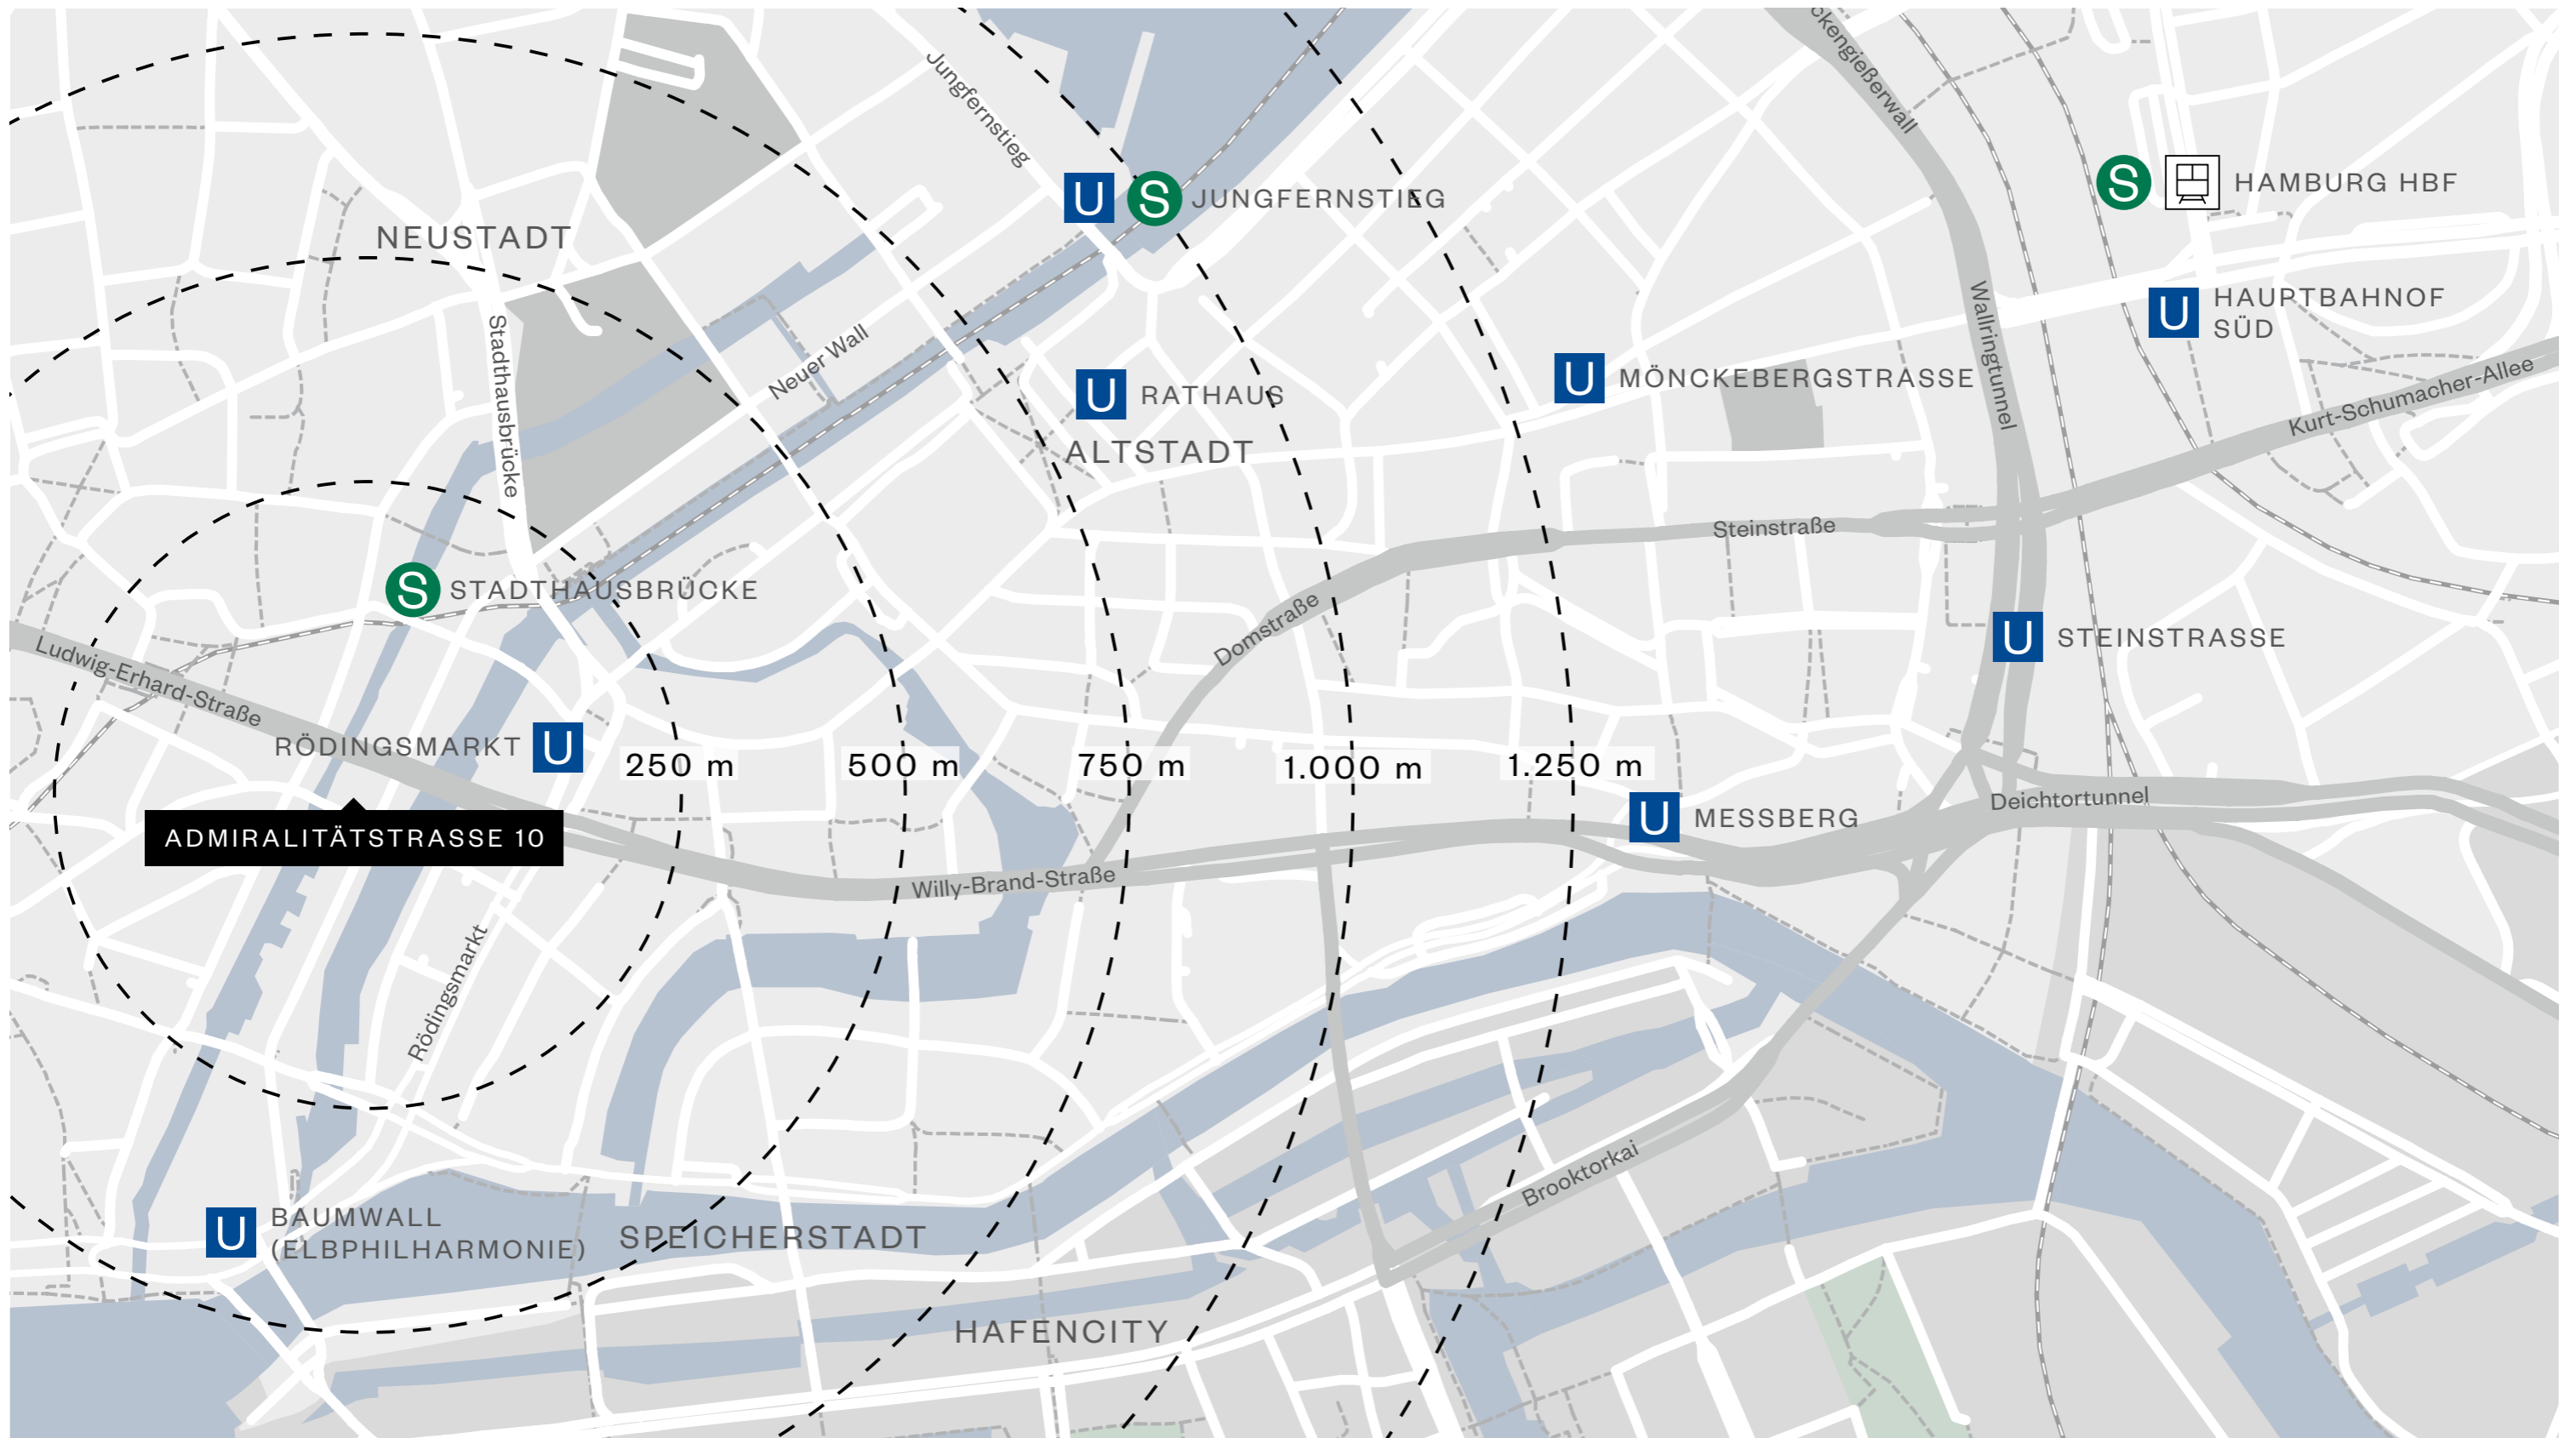 ckengießerwall
Jungfernstieg
S HAMBURG HBF
U S JUNGFERNSTIEG
NEUSTADT
U HAUPTBAHNOF
SÜD
Wallringtunnel
Stadthausbrücke
Neuer Wall
U MÖNCKEBERGSTRASSE
U RATHAUS
Kurt-Schumacher-Allee
ALTSTADT
Steinstraße
S STADTHAUSBRÜCKE
Domstraße
U STEINSTRASSE
Ludwig-Erhard-Straße
RÖDINGSMARKT U
250 m
500 m
750 m
1.000 m
1.250 m
Deichtortunnel
U MESSBERG
ADMIRALITÄTSTRASSE 10
Willy-Brand-Straße
Rödingsmarkt
Brooktorkai
U BAUMWALL
(ELBPHILHARMONIE)
SPEICHERSTADT
HAFENCITY